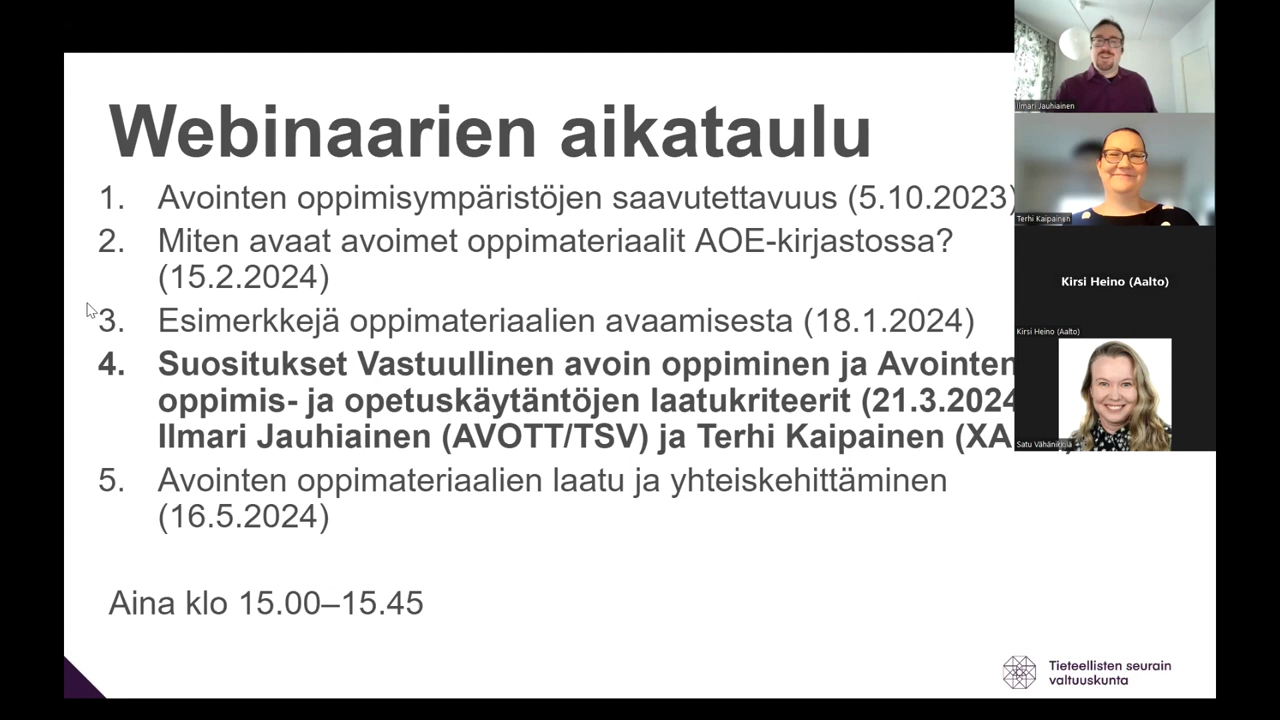 Webinaarien aikataulu
1. Avointen oppimisympäristöjen saavutettavuus (5.10.2023)
2. Miten avaat avoimet oppimateriaalit AOE-kirjastossa?
(15.2.2024)
3. Esimerkkejä oppimateriaalien avaamisesta (18.1.2024)
4. Suositukset Vastuullinen avoin oppiminen ja Avointen
oppimis- ja opetuskäytäntöjen laatukriteerit (21.3.2024
Ilmari Jauhiainen (AVOTT/TSV) ja Terhi Kaipainen (XA
5. Avointen oppimateriaalien laatu ja yhteiskehittäminen
(16.5.2024)
Aina klo 15.00–15.45
Tieteellisten seurain
valtuuskunta
Ilmari Jauhiainen
Terhi Kaipainen
Kirsi Heino (Aalto)
Kirsi Heino (Aalto)
Satu Vähänikkilä